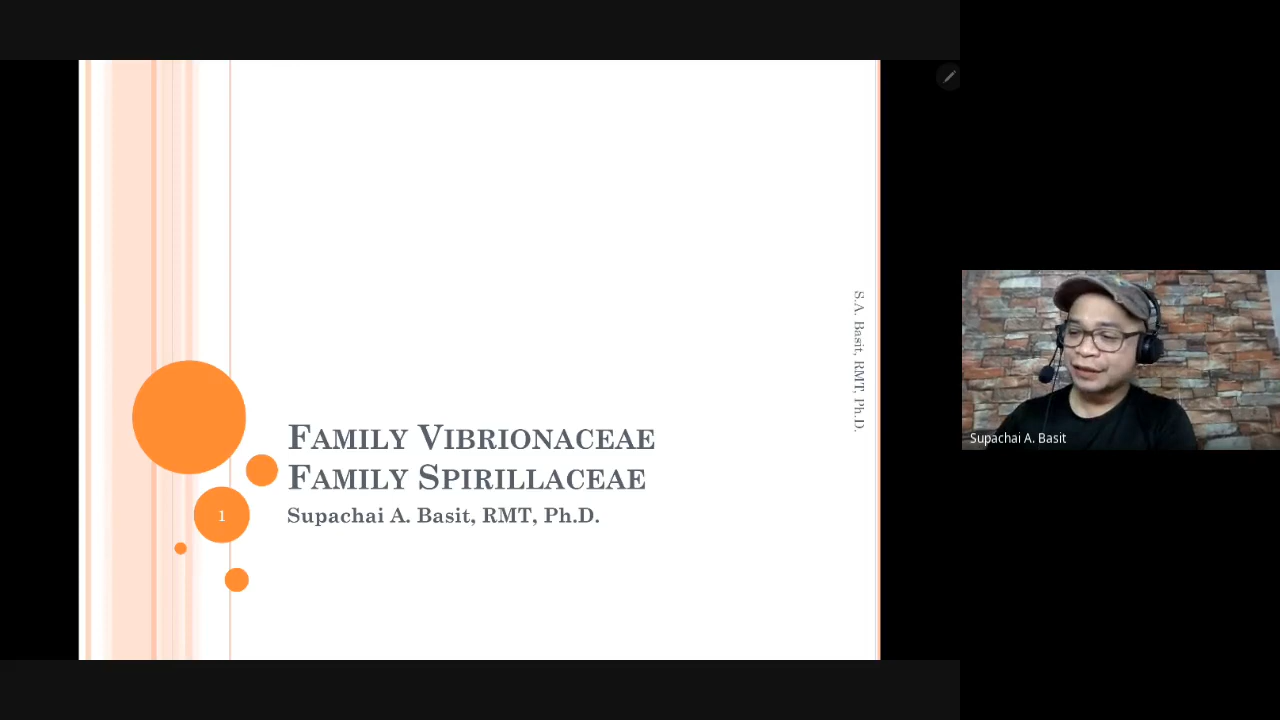 FAMILY VIBRIONACEAE
FAMILY SPIRILLACEAE
Supachai A. Basit, RMT, Ph.D.
1
S.A. Basit, RMT, Ph.D.
Supachai A. Basit